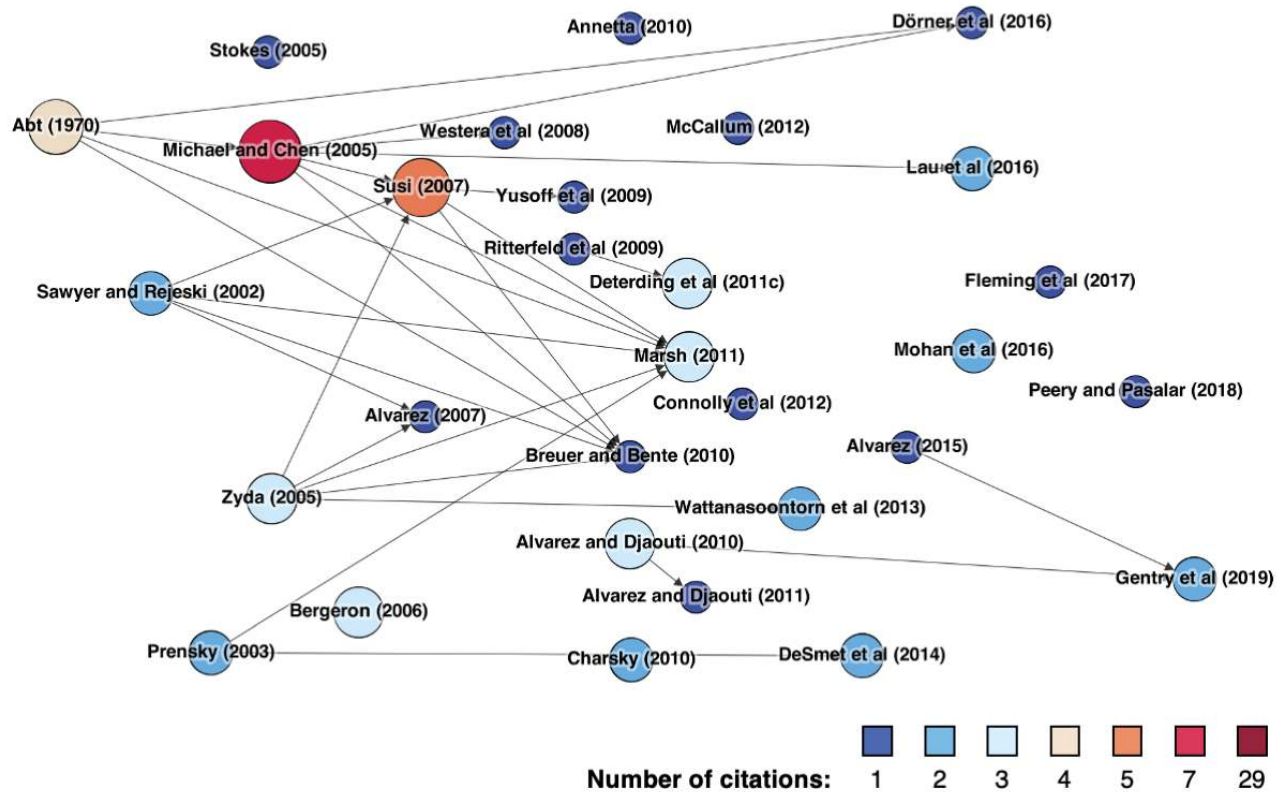 Annetta (2010)
Dörner et al (2016)
Stokes (2005)
Abt (1970)
Westera et al (2008)
McCallum (2012)
Michael and Chen (2005)
Lau et al (2016)
Susi (2007)
Yusoff et al (2009)
Ritterfeld et al (2009)
Deterding et al (2011c)
Fleming et al (2017)
Sawyer and Rejeski (2002)
Marsh (2011)
Mohan et al (2016)
Peery and Pasalar (2018)
Connolly et al (2012)
Alvarez (2007)
Alvarez (2015)
Breuer and Bente (2010)
Zyda (2005)
Wattanasoontorn et al (2013)
Alvarez and Djaouti (2010)
Gentry et al (2019)
Alvarez and Djaouti (2011)
Bergeron (2006)
Prensky (2003)
Charsky (2010)
DeSmet et al (2014)
Number of citations: 1 2 3 4 5 7 29